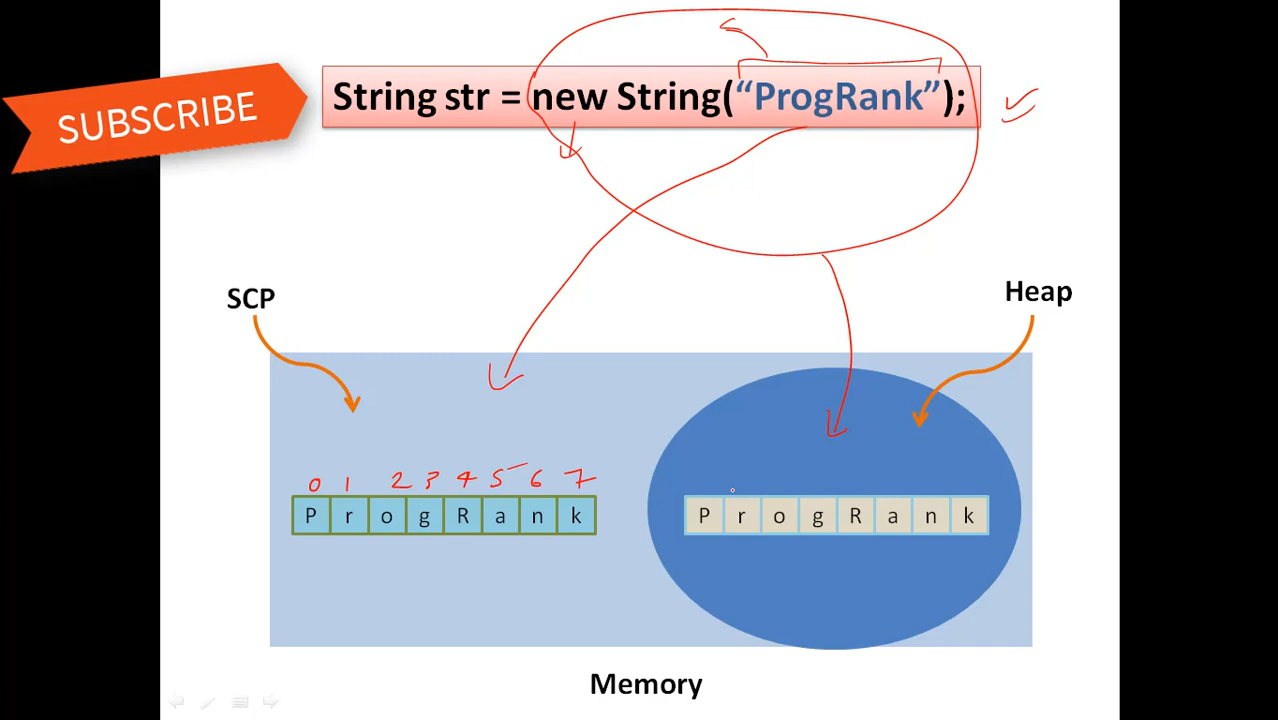 SUBSCRIBE
String str = new String(“ProgRank”);
SCP
Heap
0 1 2 3 4 5 6 7
P r o g R a n k
P r o g R a n k
Memory